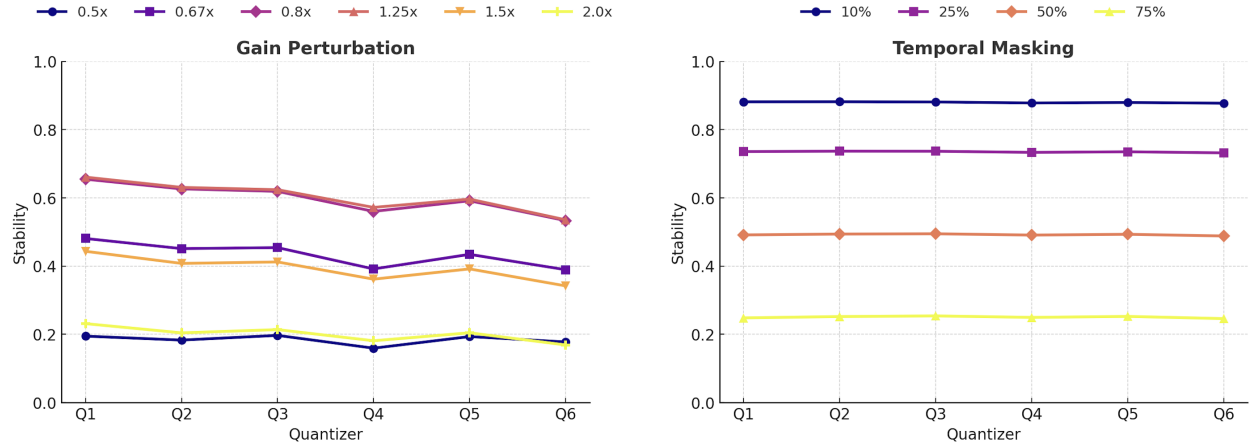 0.5x 0.67x 0.8x 1.25x 1.5x 2.0x
Gain Perturbation
1.0
0.8
0.6
0.4
0.2
0.0
Stability
Q1 Q2 Q3 Q4 Q5 Q6
Quantizer
10% 25% 50% 75%
Temporal Masking
1.0
0.8
0.6
0.4
0.2
0.0
Stability
Q1 Q2 Q3 Q4 Q5 Q6
Quantizer